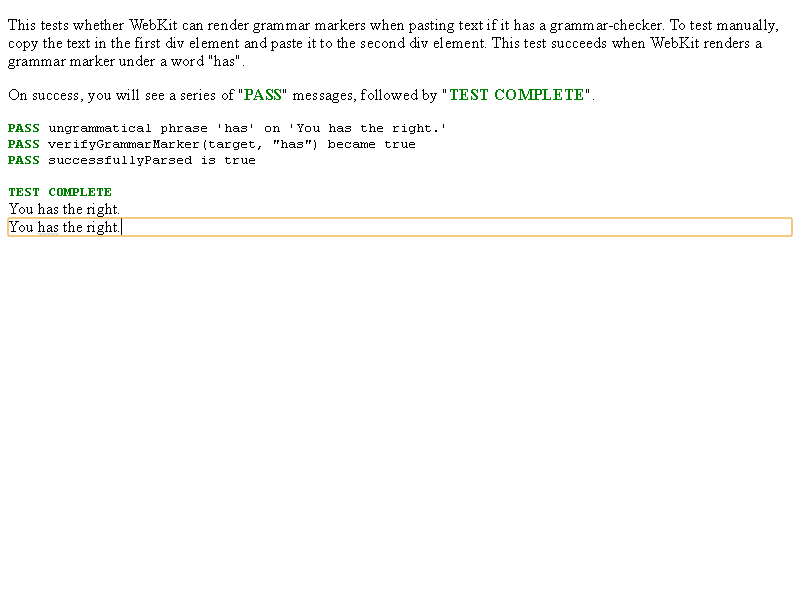 This tests whether WebKit can render grammar markers when pasting text if it has a grammar-checker. To test manually,
copy the text in the first div element and paste it to the second div element. This test succeeds when WebKit renders a
grammar marker under a word "has".
On success, you will see a series of "PASS" messages, followed by "TEST COMPLETE".
PASS ungrammatical phrase 'has' on 'You has the right.'
PASS verifyGrammarMarker(target, "has") became true
PASS successfullyParsed is true
TEST COMPLETE
You has the right.
You has the right.